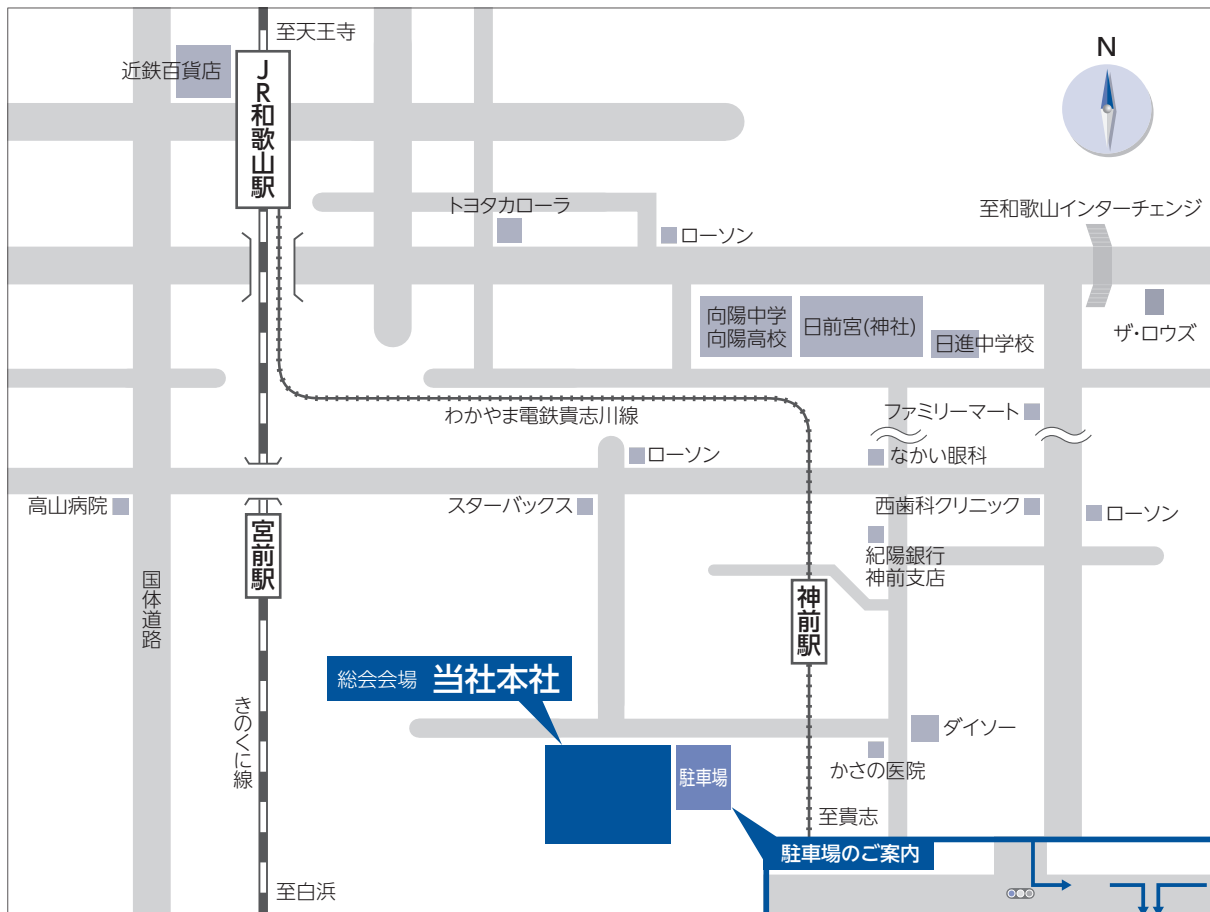 至天王寺
近鉄百貨店
JR和歌山駅
N
トヨタカローラ
ローソン
至和歌山インターチェンジ
向陽中学
向陽高校
日前宮(神社)
日進中学校
ザ・ロウズ
わかやま電鉄貴志川線
ファミリーマート
ローソン
なかい眼科
高山病院
スターバックス
西歯科クリニック
ローソン
宮前駅
紀陽銀行
神前支店
国体道路
神前駅
総会会場 当社本社
きのくに線
ダイソー
かさの医院
駐車場
至貴志
駐車場のご案内
至白浜